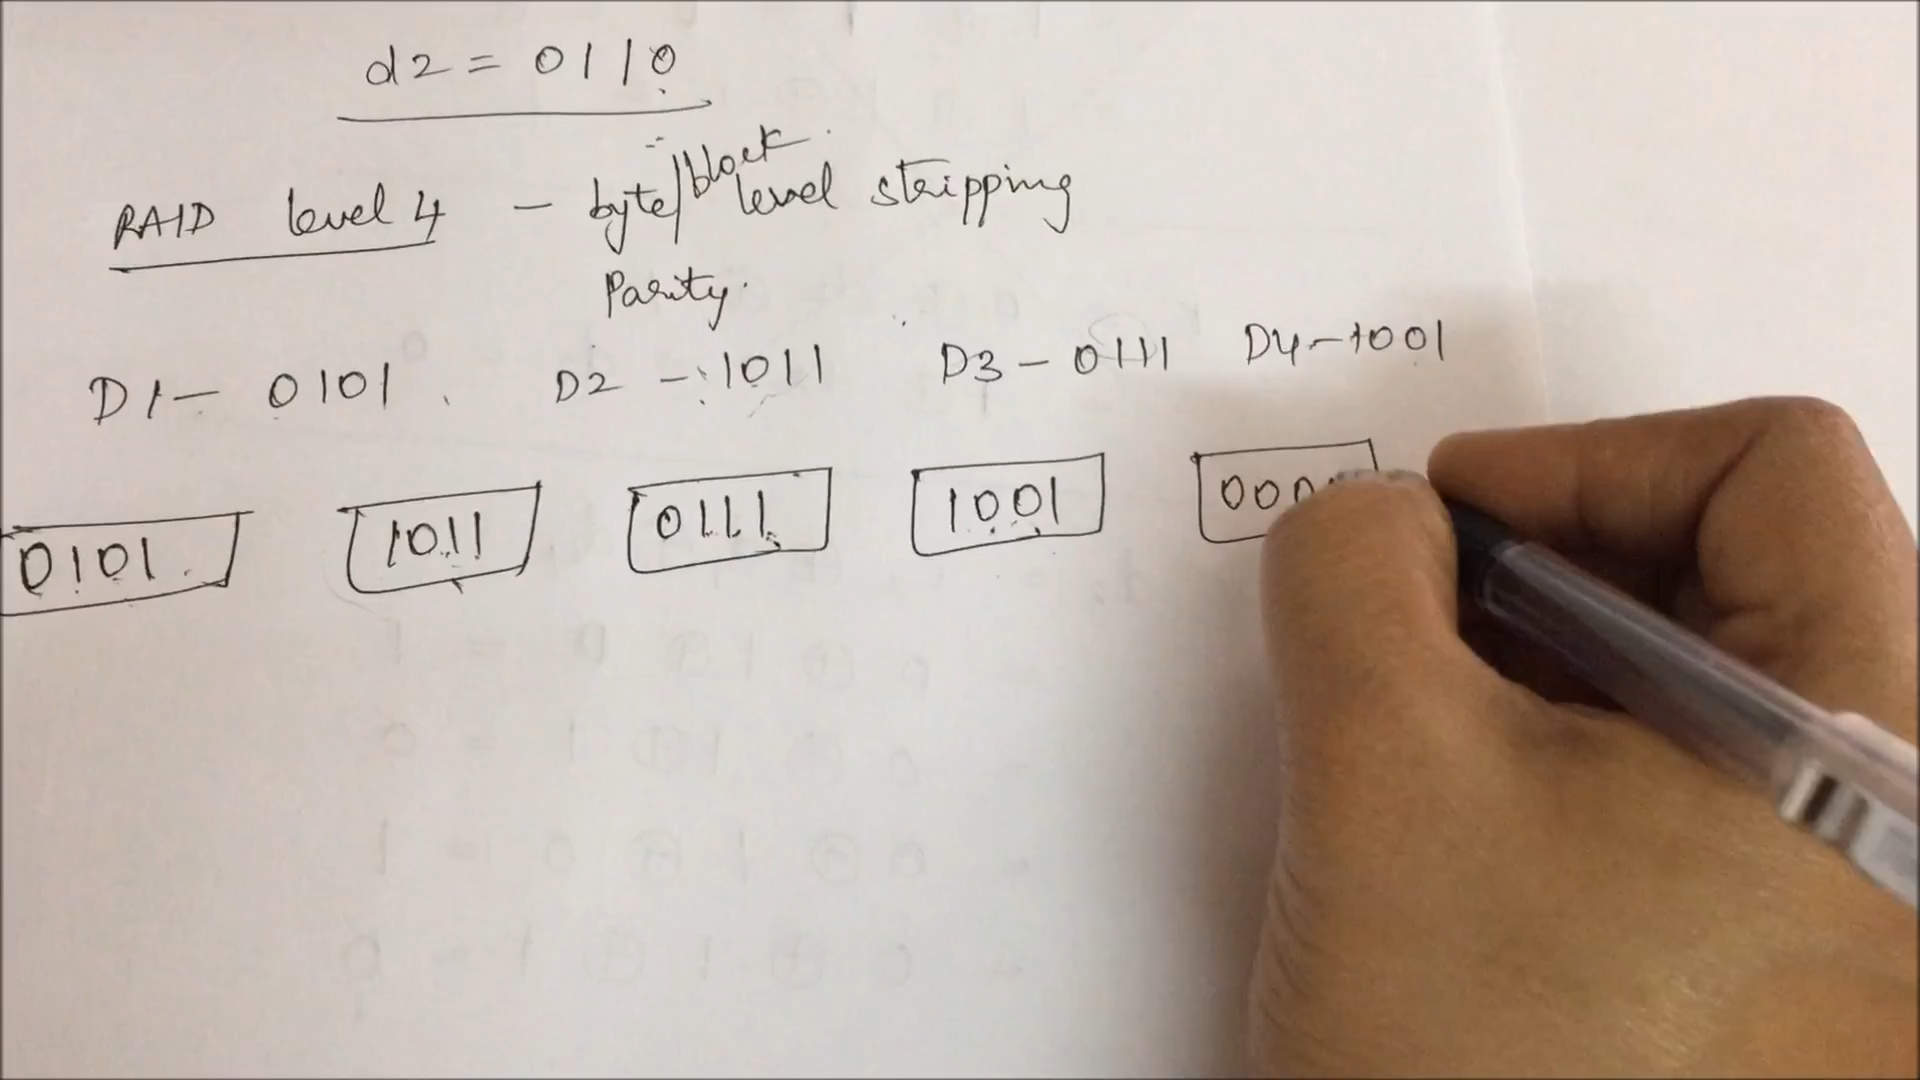 d2 = 0110
RAID level 4 - byte/block level stripping
Parity.
D1- 0101 D2 - 1011 D3 - 0111 D4-1001
0101 1011 0111 1001 000